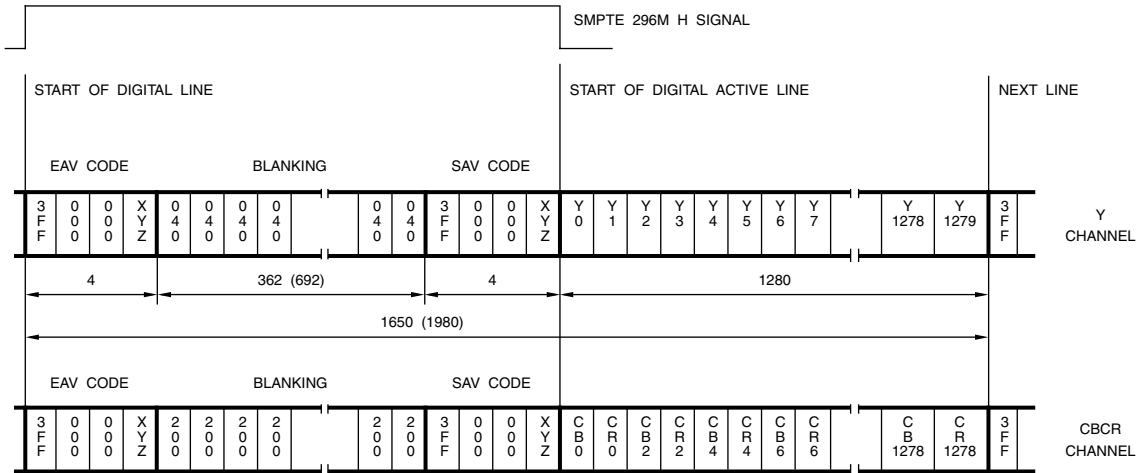 SMPTE 296M H SIGNAL
START OF DIGITAL LINE
START OF DIGITAL ACTIVE LINE
NEXT LINE
EAV CODE
BLANKING
SAV CODE
3FF 000 000 XYZ 040 040 040 040 040 040 3FF 000 000 XYZ Y0 Y1 Y2 Y3 Y4 Y5 Y6 Y7 Y1278 Y1279 3FF
Y
CHANNEL
4
362 (692)
4
1280
1650 (1980)
EAV CODE
BLANKING
SAV CODE
3FF 000 000 XYZ 200 200 200 200 200 200 3FF 000 000 XYZ CB0 CR0 CB2 CR2 CB4 CR4 CB6 CR6 CB1278 CR1278 3FF
CBCR
CHANNEL